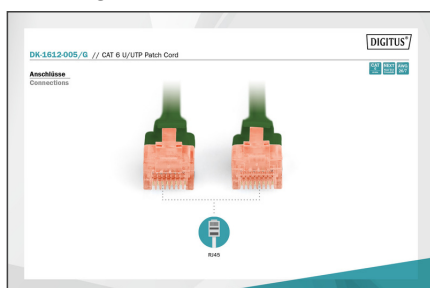 DIGITUS®
DK-1612-005/G // CAT 6 U/UTP Patch Cord
Anschlüsse
Connections
RJ45